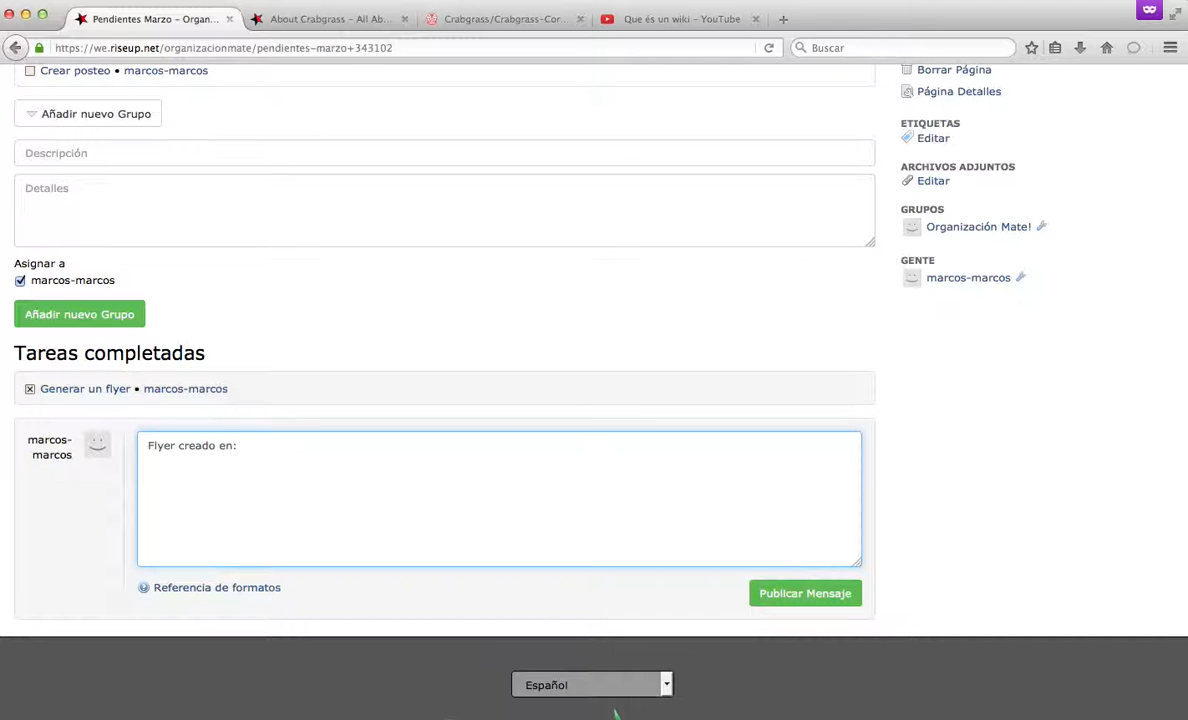 Pendientes Marzo – Organ...
About Crabgrass – All Ab...
Crabgrass/Crabgrass-Cor...
Que és un wiki – YouTube
https://we.riseup.net/organizacionmate/pendientes-marzo+343102
Buscar
Crear posteo • marcos-marcos
Añadir nuevo Grupo
Descripción
Detalles
Asignar a
marcos-marcos
Añadir nuevo Grupo
Tareas completadas
Generar un flyer • marcos-marcos
marcos-
marcos
Flyer creado en:
Referencia de formatos
Publicar Mensaje
Borrar Página
Página Detalles
ETIQUETAS
Editar
ARCHIVOS ADJUNTOS
Editar
GRUPOS
Organización Mate!
GENTE
marcos-marcos
Español